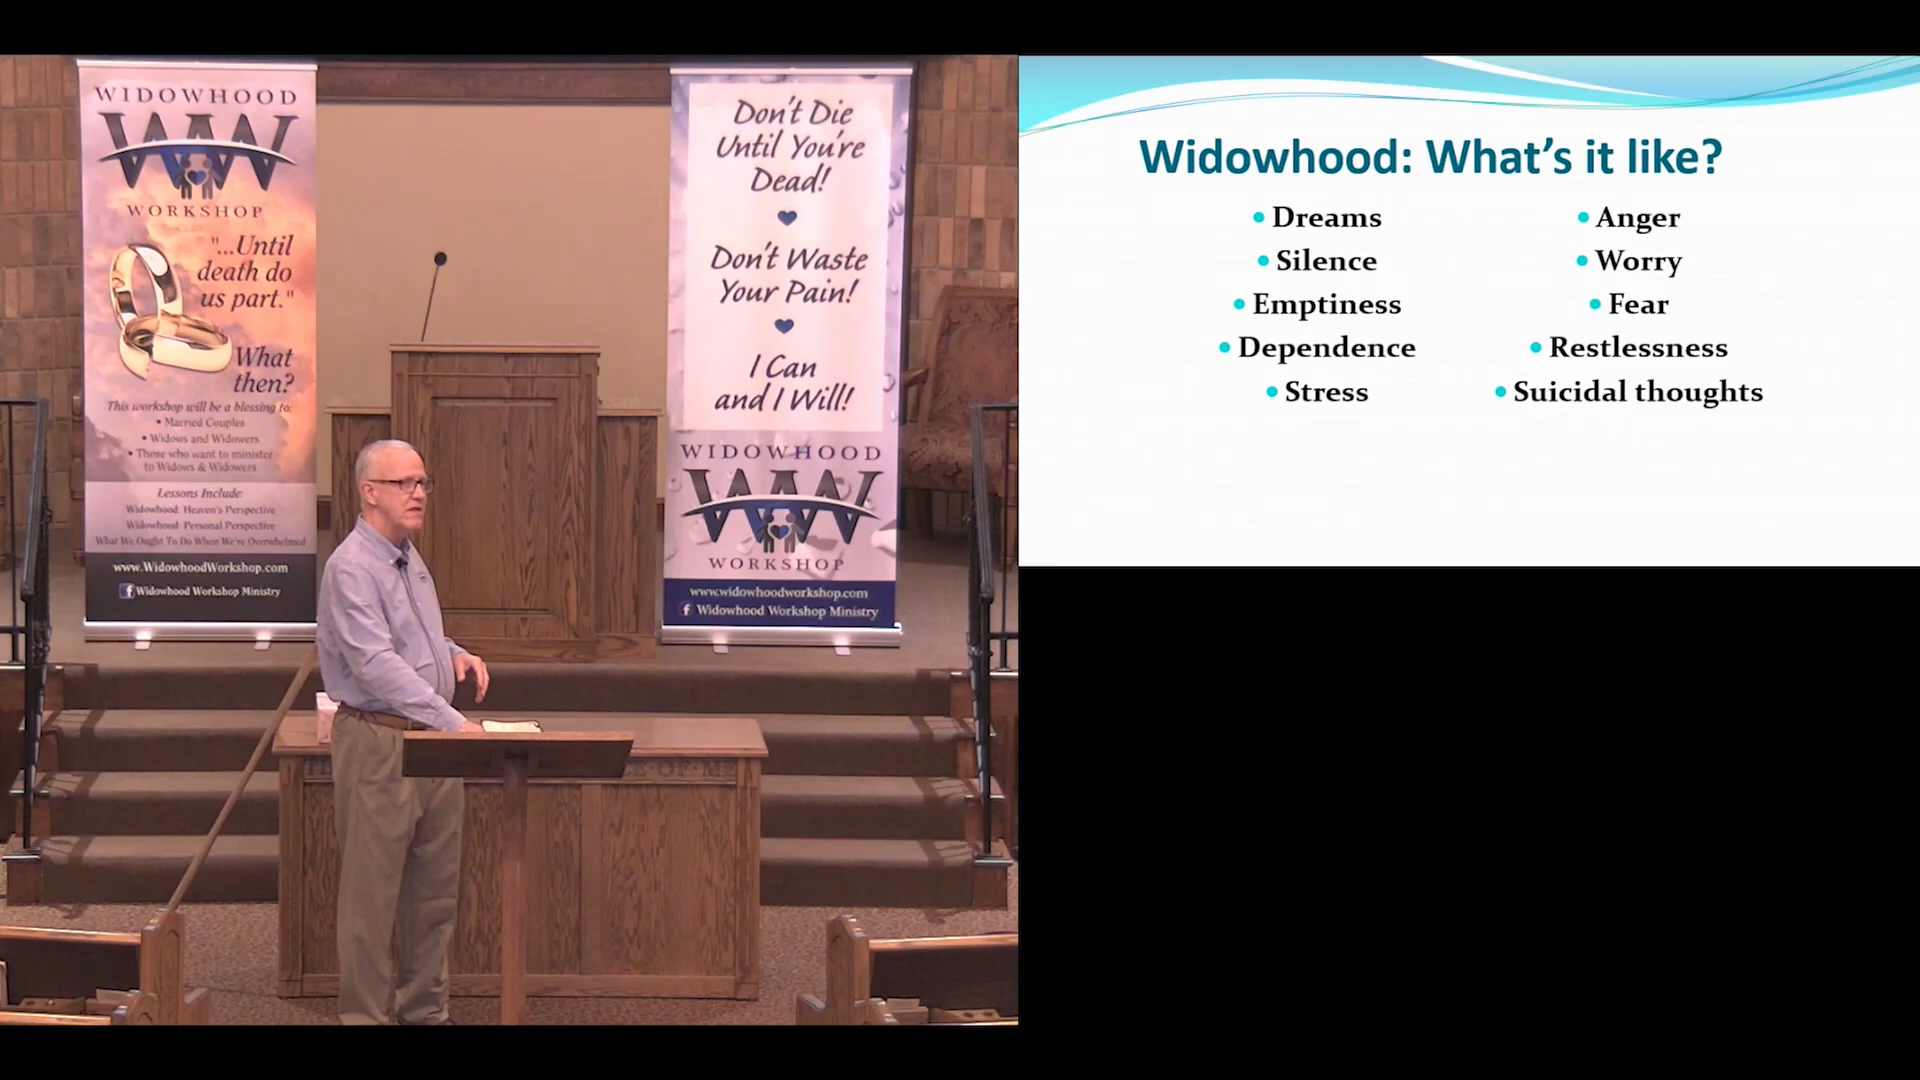 WIDOWHOOD
WW
WORKSHOP
"...Until
death do
us part."
What
then?
This workshop will be a blessing to:
• Married Couples
• Widows and Widowers
• Those who want to minister
to Widows & Widowers
Lessons Include:
Widowhood: Heaven's Perspective
Widowhood: Personal Perspective
What We Ought To Do When We're Overwhelmed
www.WidowhoodWorkshop.com
f Widowhood Workshop Ministry
Don't Die
Until You're
Dead!
Don't Waste
Your Pain!
I Can
and I Will!
WIDOWHOOD
WW
WORKSHOP
www.widowhoodworkshop.com
f Widowhood Workshop Ministry
OF ME
Widowhood: What's it like?
• Dreams
• Silence
• Emptiness
• Dependence
• Stress
• Anger
• Worry
• Fear
• Restlessness
• Suicidal thoughts